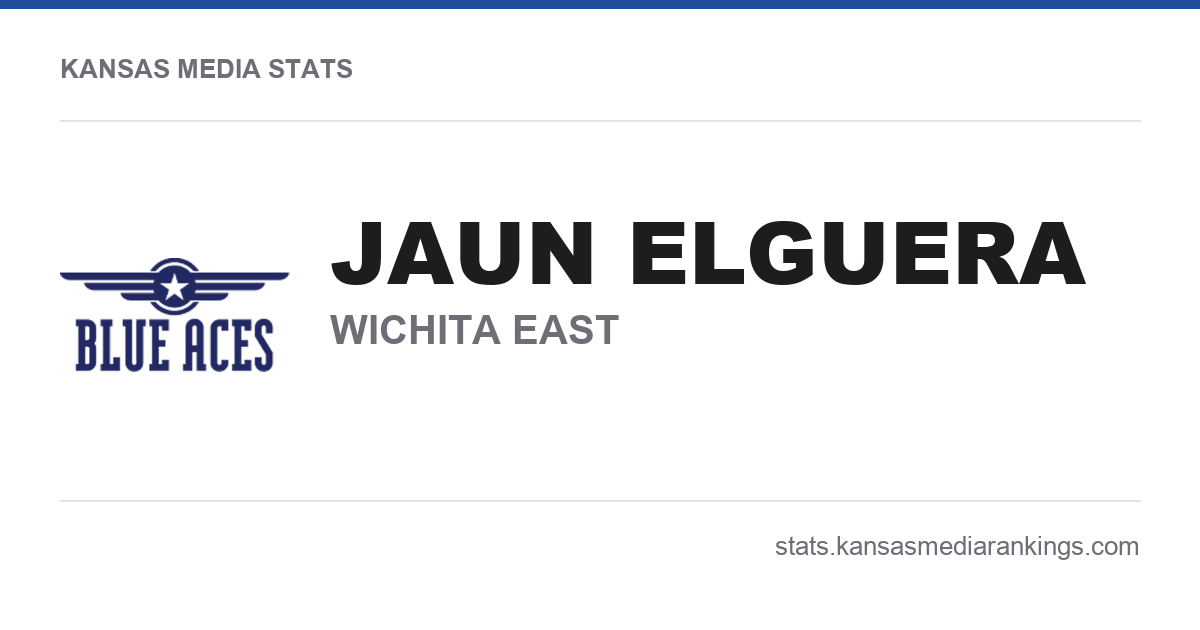 KANSAS MEDIA STATS
JAUN ELGUERA
WICHITA EAST
BLUE ACES
stats.kansasmediarankings.com